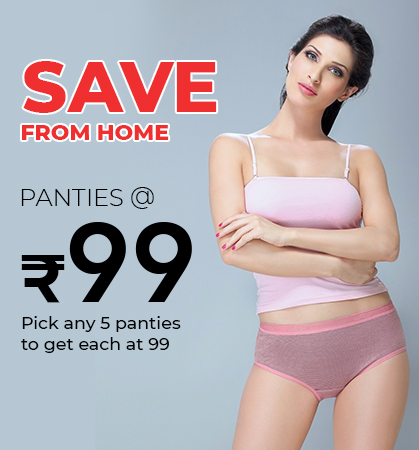 SAVE
FROM HOME
PANTIES @
₹99
Pick any 5 panties
to get each at 99